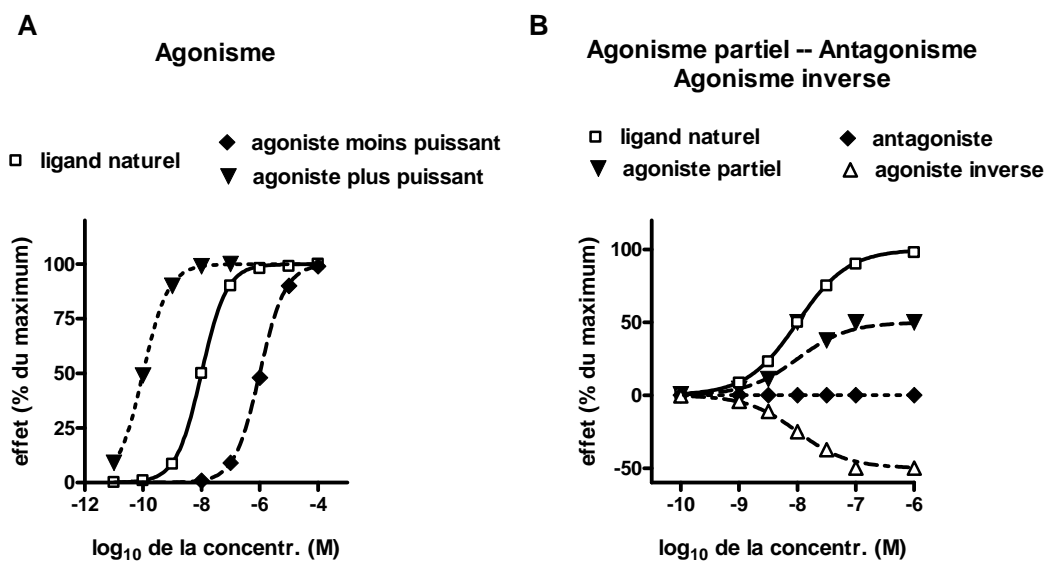 A
Agonisme
ligand naturel
agoniste moins puissant
agoniste plus puissant
effet (% du maximum)
100
75
50
25
0
-12
-10
-8
-6
-4
log10 de la concentr. (M)
B
Agonisme partiel -- Antagonisme
Agonisme inverse
ligand naturel
antagoniste
agoniste partiel
agoniste inverse
effet (% du maximum)
100
50
0
-50
-10
-9
-8
-7
-6
log10 de la concentr. (M)